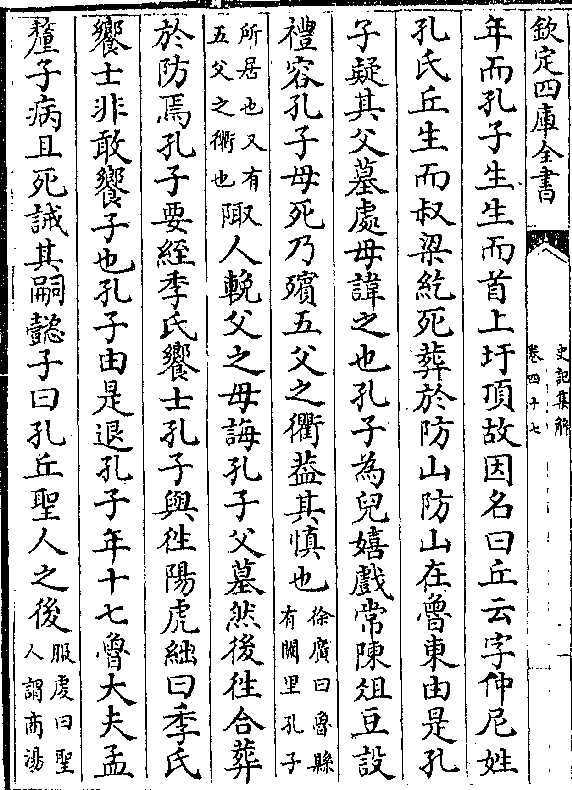 欽定四庫全書
史記集解
卷四十七
年而孔子生生而首上圩頂故因名曰丘云字仲尼姓
孔氏丘生而叔梁紇死葬於防山防山在魯東由是孔
子疑其父墓處母諱之也孔子為兒嬉戲常陳俎豆設
禮容孔子母死乃殯五父之衢葢其慎也
徐廣曰魯縣
有闕里孔子
所居也又有
五父之衢也
陬人輓父之母誨孔子父墓然後往合葬
於防焉孔子要絰季氏饗士孔子與往陽虎絀曰季氏
饗士非敢饗子也孔子由是退孔子年十七魯大夫孟
釐子病且死誡其嗣懿子曰孔丘聖人之後
服虔曰聖
人謂商湯